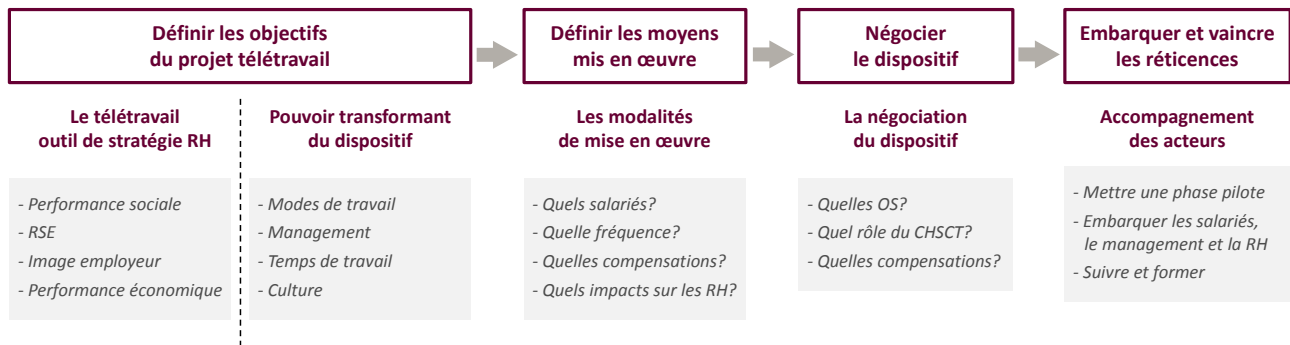 Définir les objectifs
du projet télétravail
Définir les moyens
mis en œuvre
Négocier
le dispositif
Embarquer et vaincre
les réticences
Le télétravail
outil de stratégie RH
Pouvoir transformant
du dispositif
Les modalités
de mise en œuvre
La négociation
du dispositif
Accompagnement
des acteurs
- Performance sociale
- RSE
- Image employeur
- Performance économique
- Modes de travail
- Management
- Temps de travail
- Culture
- Quels salariés?
- Quelle fréquence?
- Quelles compensations?
- Quels impacts sur les RH?
- Quelles OS?
- Quel rôle du CHSCT?
- Quelles compensations?
- Mettre une phase pilote
- Embarquer les salariés,
le management et la RH
- Suivre et former